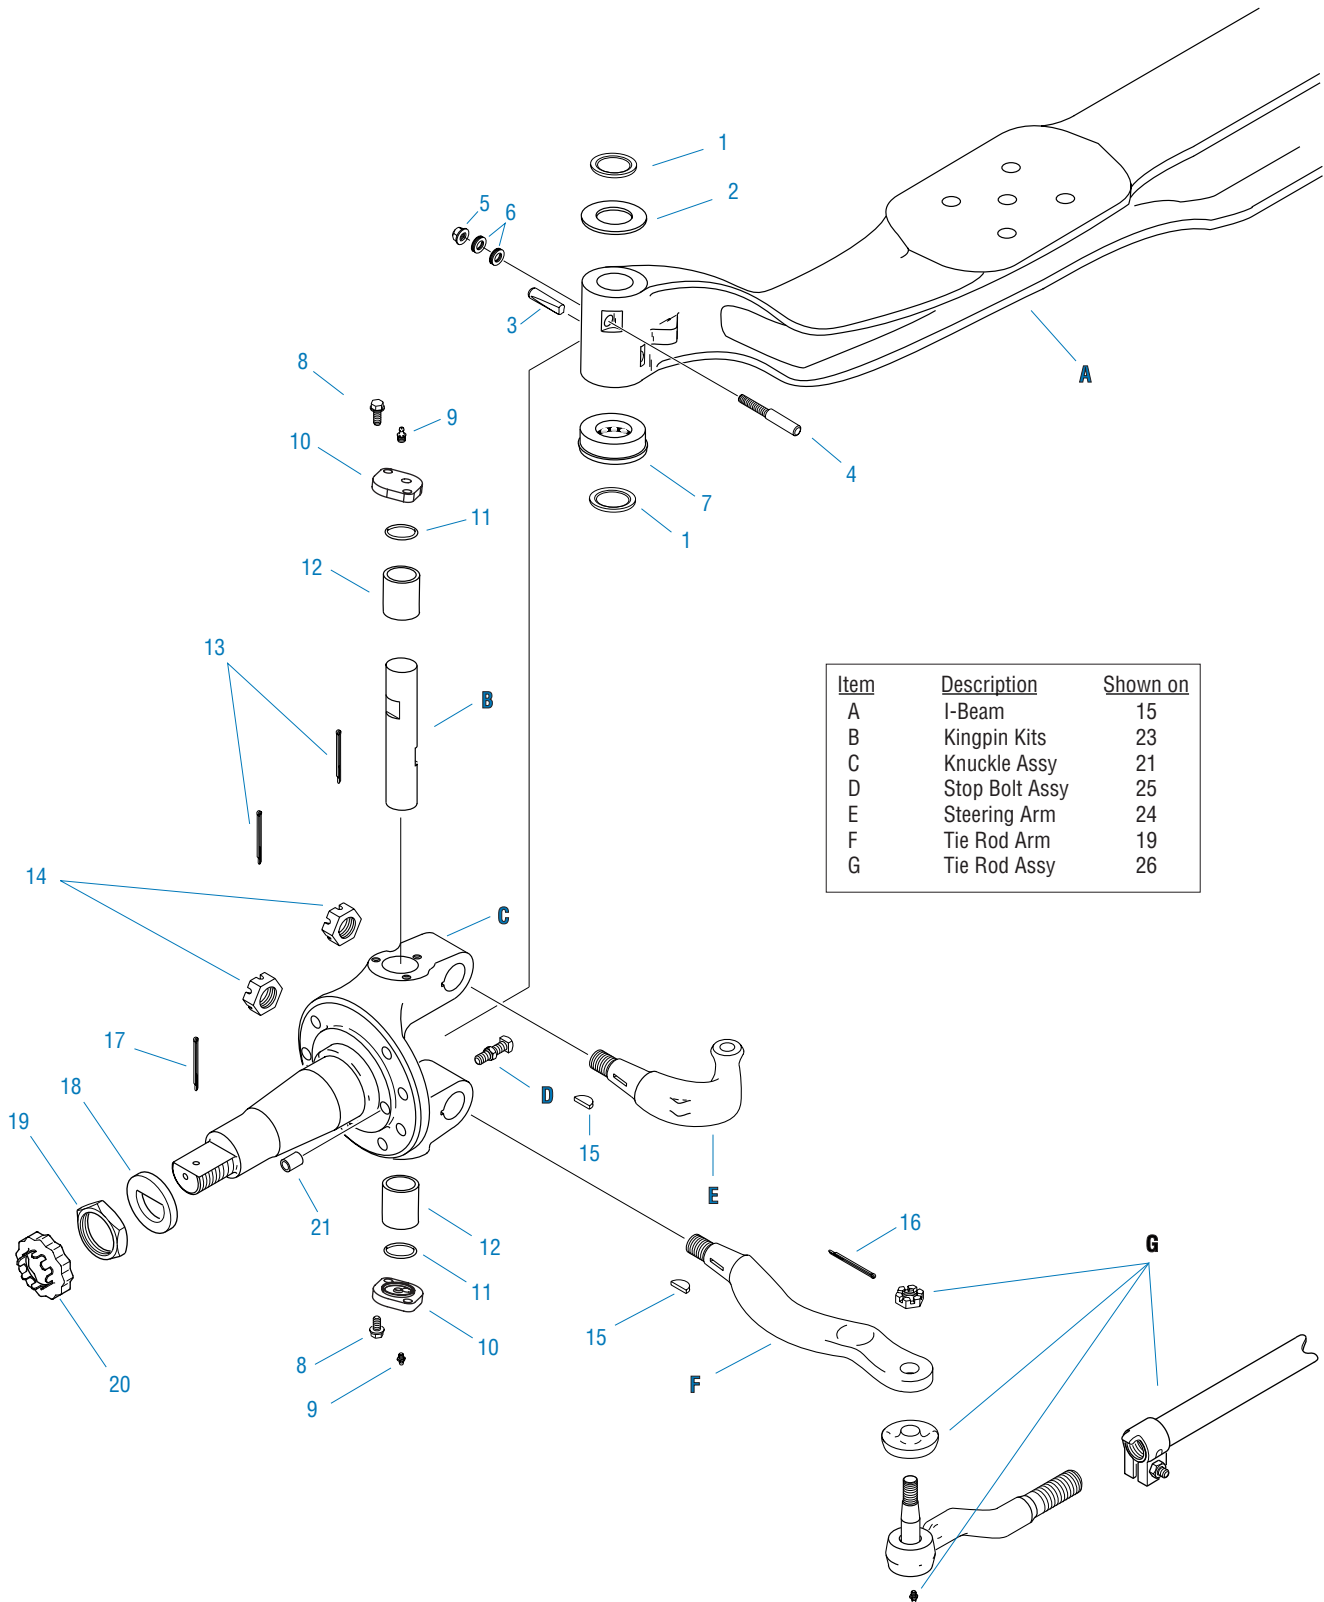 1
2
5 6
3
A
8
9
10
4
7
11
1
12
13
Item Description Shown on
A I-Beam 15
B Kingpin Kits 23
C Knuckle Assy 21
D Stop Bolt Assy 25
E Steering Arm 24
F Tie Rod Arm 19
G Tie Rod Assy 26
B
14
C
17
18
D
19
15
E
21
12
16
G
11
15
10
8
20
F
9